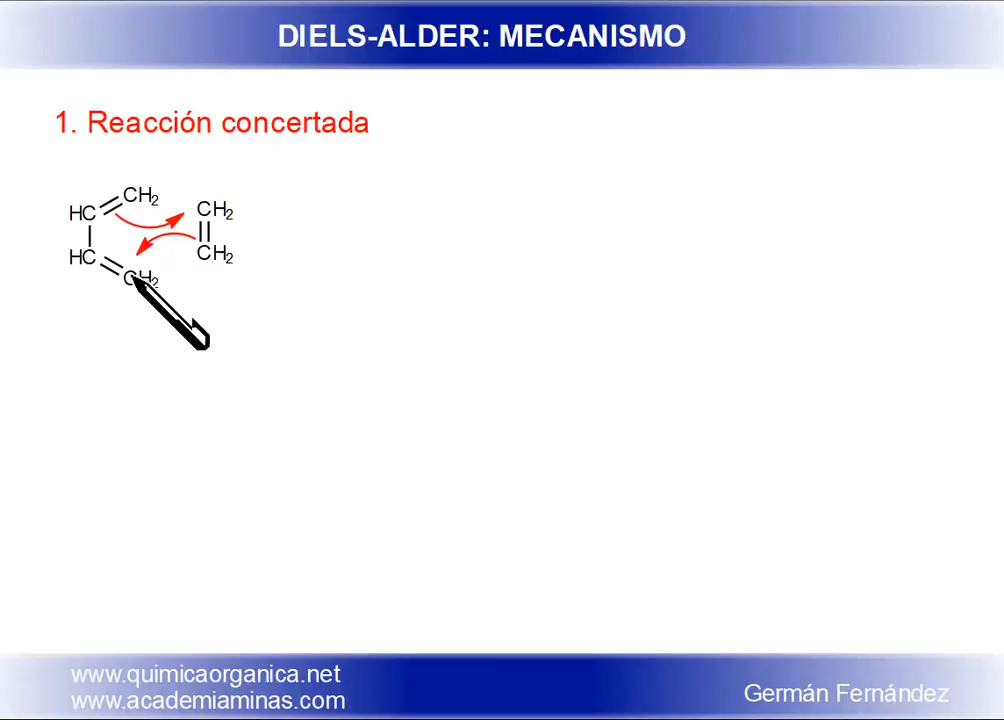 DIELS-ALDER: MECANISMO
1. Reacción concertada
CH2
HC
CH2
HC
CH2
CH2
www.quimicaorganica.net
www.academiaminas.com
Germán Fernández